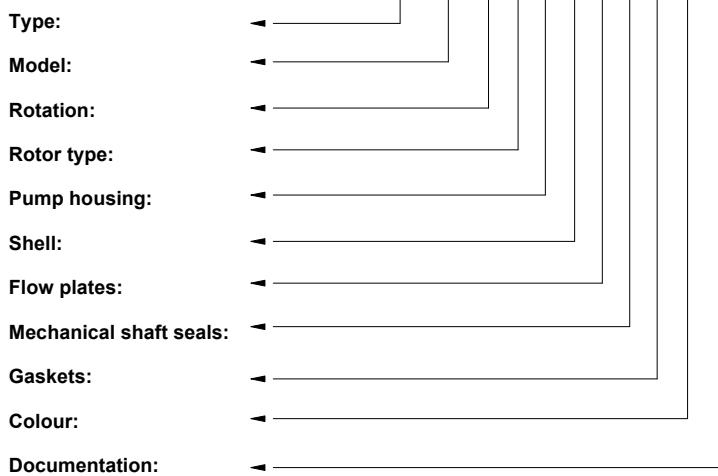 Type:
Model:
Rotation:
Rotor type:
Pump housing:
Shell:
Flow plates:
Mechanical shaft seals:
Gaskets:
Colour:
Documentation: